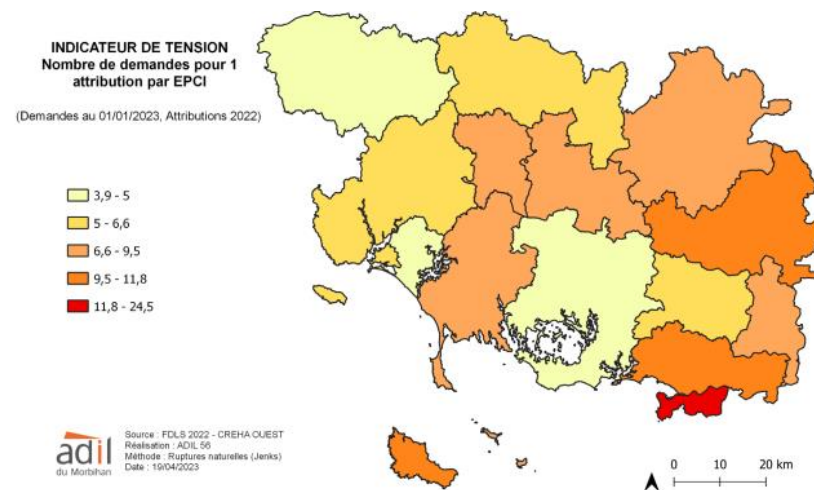 INDICATEUR DE TENSION
Nombre de demandes pour 1
attribution par EPCI
(Demandes au 01/01/2023, Attributions 2022)
3,9 - 5
5 - 6,6
6,6 - 9,5
9,5 - 11,8
11,8 - 24,5
adil
du Morbihan
Source : FDLS 2022 - CREHA OUEST
Réalisation : ADIL 56
Méthode : Ruptures naturelles (Jenks)
Date : 19/04/2023
0 10 20 km